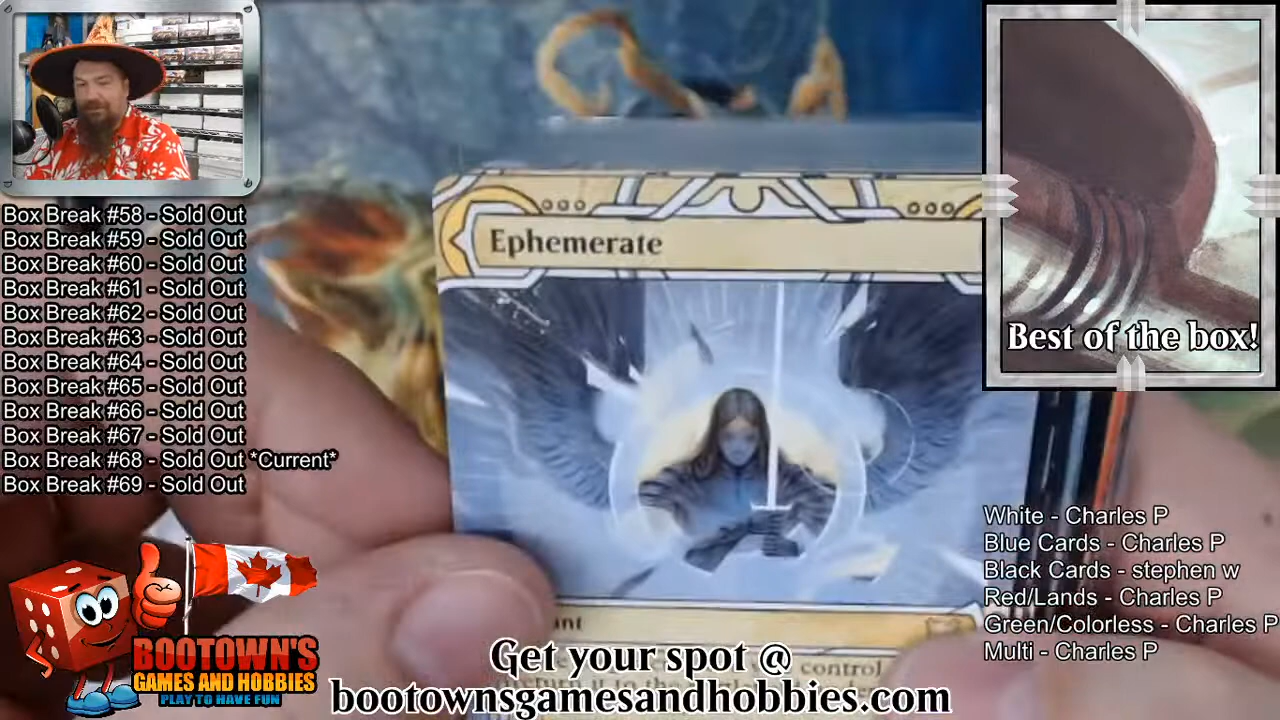 Box Break #58 - Sold Out
Box Break #59 - Sold Out
Box Break #60 - Sold Out
Box Break #61 - Sold Out
Box Break #62 - Sold Out
Box Break #63 - Sold Out
Box Break #64 - Sold Out
Box Break #65 - Sold Out
Box Break #66 - Sold Out
Box Break #67 - Sold Out
Box Break #68 - Sold Out *Current*
Box Break #69 - Sold Out
BOOTOWN'S
GAMES AND HOBBIES
PLAY TO HAVE FUN
Ephemerate
control
Best of the box!
White - Charles P
Blue Cards - Charles P
Black Cards - stephen w
Red/Lands - Charles P
Green/Colorless - Charles P
Multi - Charles P
Get your spot @
bootownsgamesandhobbies.com